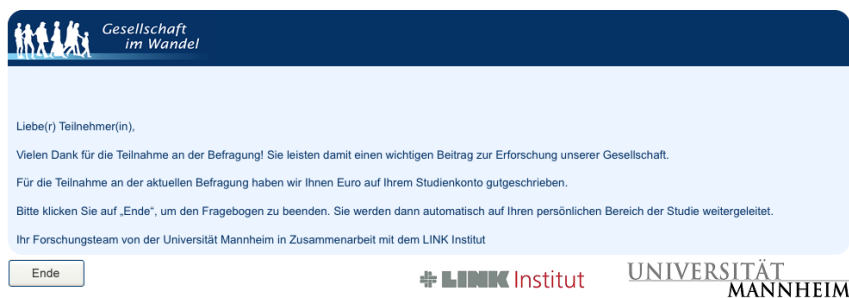 Gesellschaft
im Wandel
Liebe(r) Teilnehmer(in),
Vielen Dank für die Teilnahme an der Befragung! Sie leisten damit einen wichtigen Beitrag zur Erforschung unserer Gesellschaft.
Für die Teilnahme an der aktuellen Befragung haben wir Ihnen Euro auf Ihrem Studienkonto gutgeschrieben.
Bitte klicken Sie auf „Ende“, um den Fragebogen zu beenden. Sie werden dann automatisch auf Ihren persönlichen Bereich der Studie weitergeleitet.
Ihr Forschungsteam von der Universität Mannheim in Zusammenarbeit mit dem LINK Institut
Ende
LINK Institut
UNIVERSITÄT
MANNHEIM